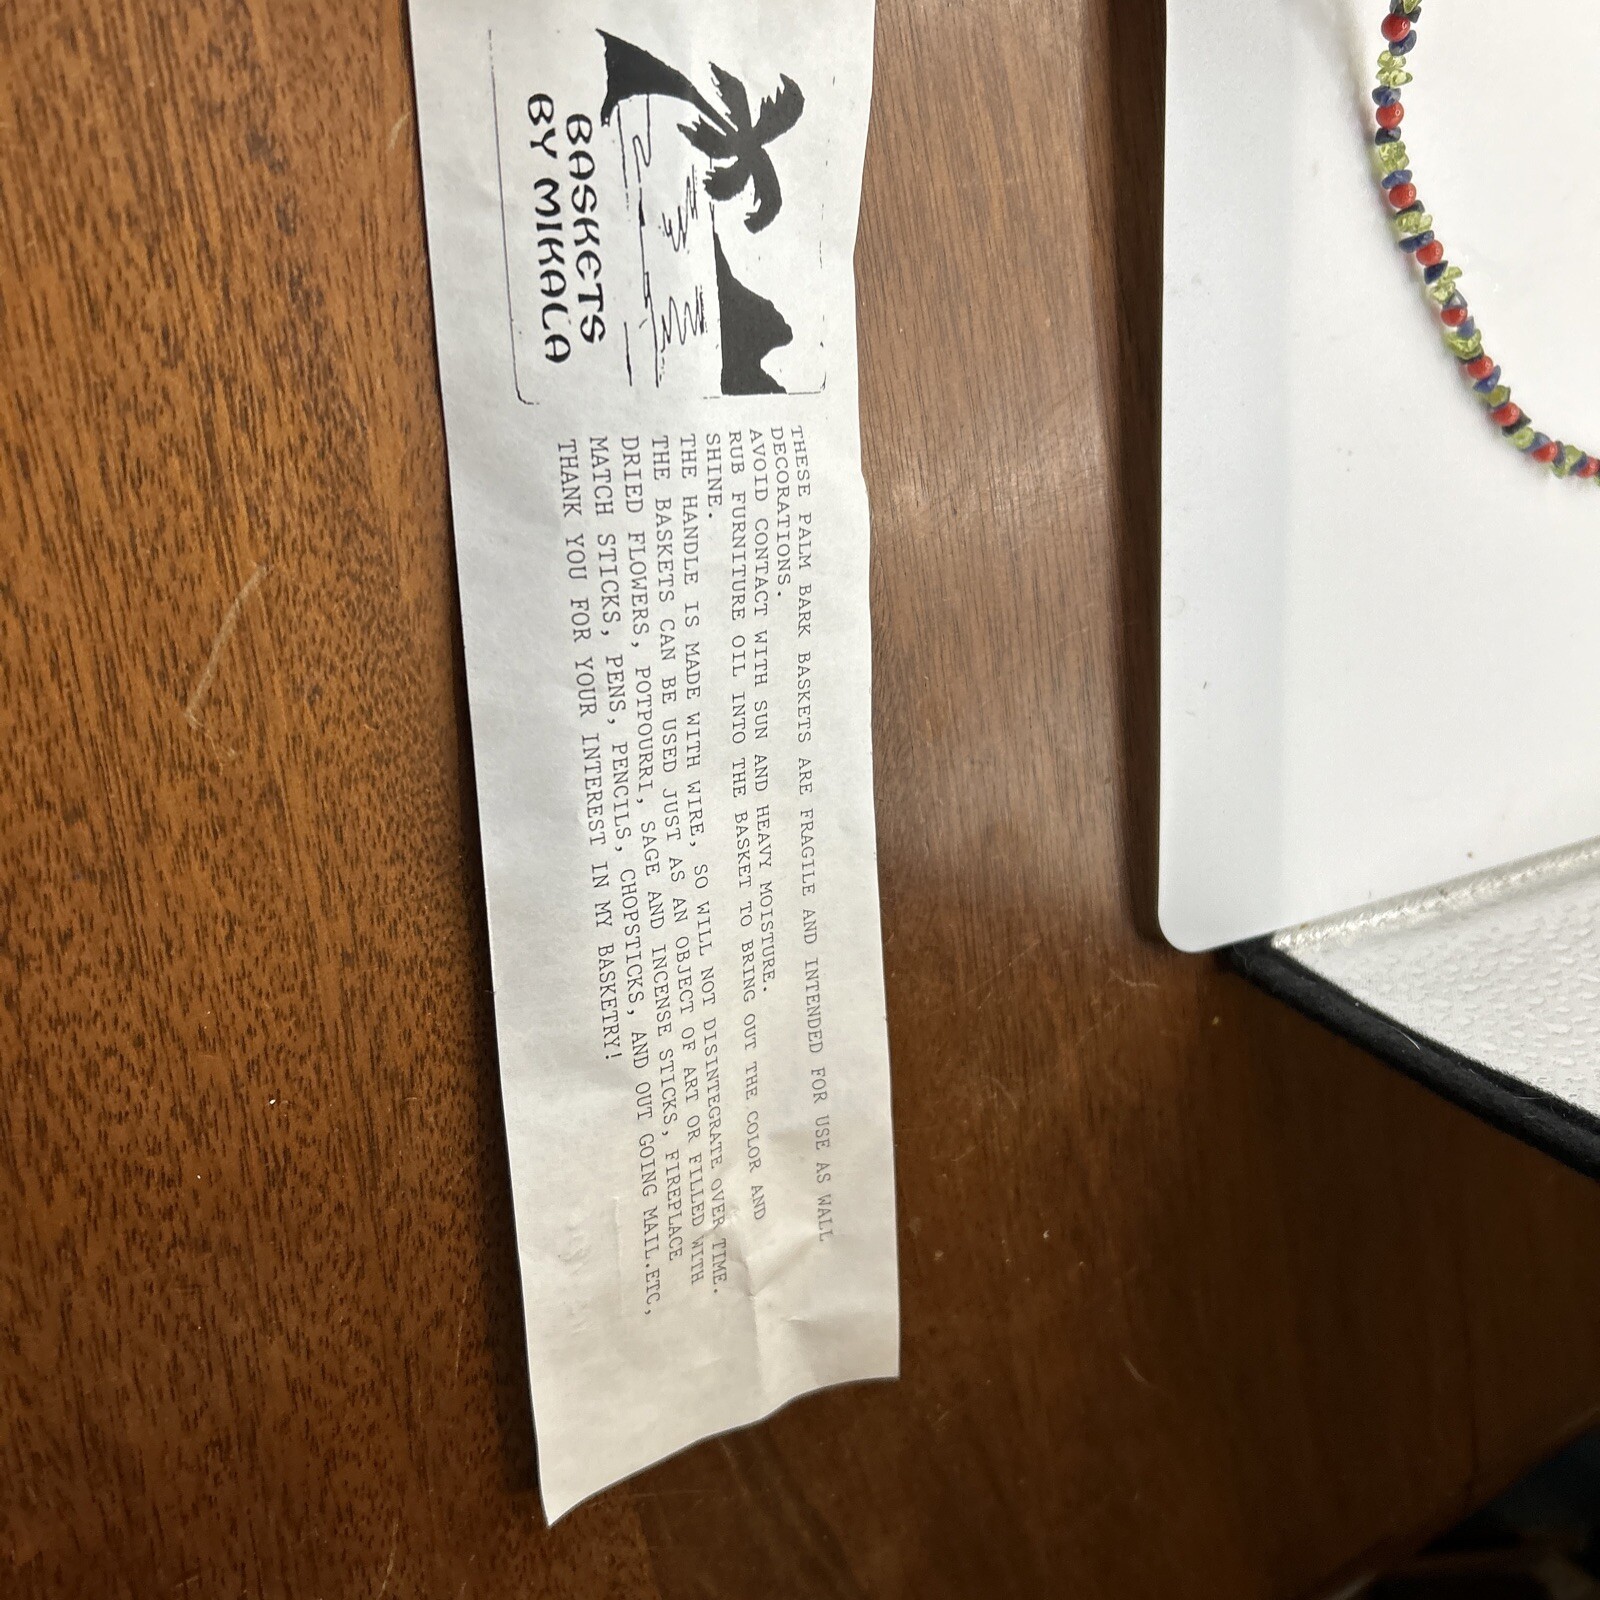 BASKETS
BY MIKALA
THESE PALM BARK BASKETS ARE FRAGILE AND INTENDED FOR USE AS WALL
DECORATIONS.
AVOID CONTACT WITH SUN AND HEAVY MOISTURE.
RUB FURNITURE OIL INTO THE BASKET TO BRING OUT THE COLOR AND
SHINE.
THE HANDLE IS MADE WITH WIRE, SO WILL NOT DISINTEGRATE OVER TIME.
THE BASKETS CAN BE USED JUST AS AN OBJECT OF ART OR FILLED WITH
DRIED FLOWERS, POTPOURRI, SAGE AND INCENSE STICKS, FIREPLACE
MATCH STICKS, PENS, PENCILS, CHOPSTICKS, AND OUT GOING MAIL.ETC,
THANK YOU FOR YOUR INTEREST IN MY BASKETRY!